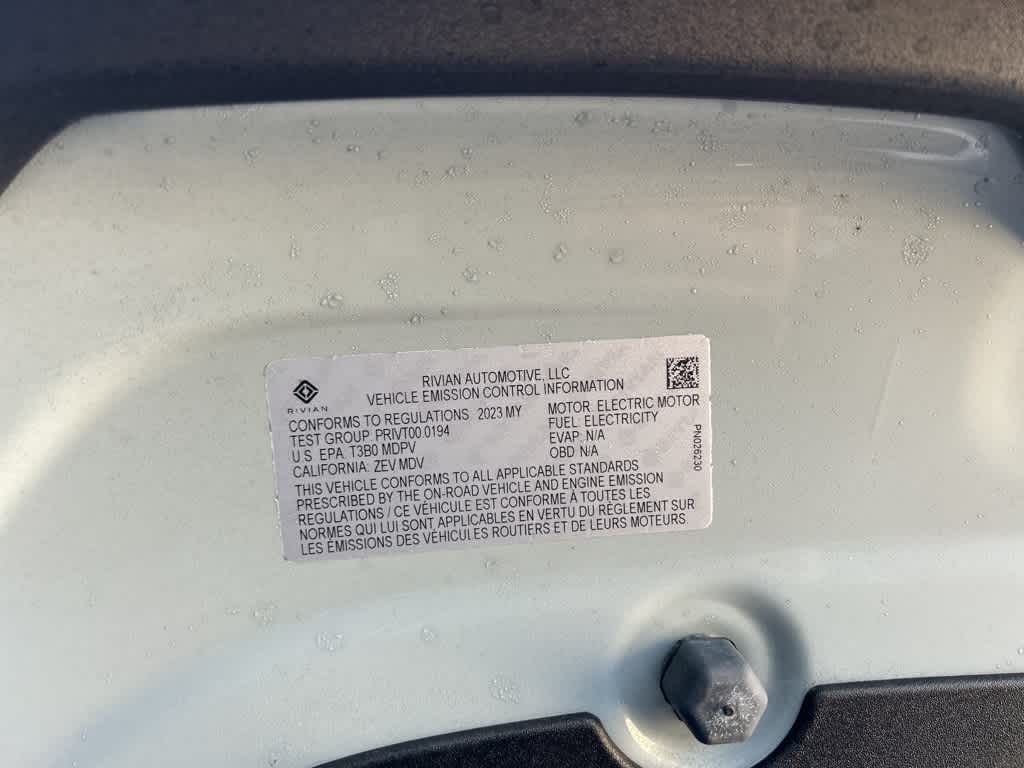 RIVIAN AUTOMOTIVE, LLC
VEHICLE EMISSION CONTROL INFORMATION
RIVIAN
CONFORMS TO REGULATIONS 2023 MY
TEST GROUP: PRIVT00.0194
U.S. EPA: T3B0 MDPV
CALIFORNIA: ZEV MDV
MOTOR: ELECTRIC MOTOR
FUEL: ELECTRICITY
EVAP: N/A
OBD: N/A
PN026230
THIS VEHICLE CONFORMS TO ALL APPLICABLE STANDARDS
PRESCRIBED BY THE ON-ROAD VEHICLE AND ENGINE EMISSION
REGULATIONS / CE VÉHICULE EST CONFORME À TOUTES LES
NORMES QUI LUI SONT APPLICABLES EN VERTU DU RÈGLEMENT SUR
LES ÉMISSIONS DES VÉHICULES ROUTIERS ET DE LEURS MOTEURS.